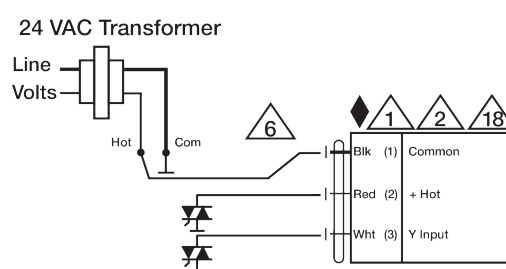 24 VAC Transformer
Line
Volts
Hot Com
6
1 2 18
Blk (1) Common
Red (2) + Hot
Wht (3) Y Input